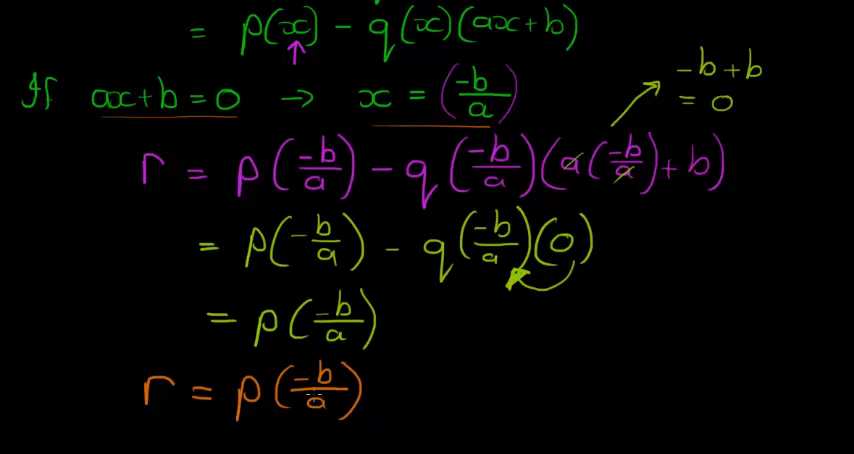 = p(x) - q(x)(ax+b)
If ax+b=0 → x = (-b/a)
-b+b
= 0
r = p(-b/a) - q(-b/a)(a(-b/a)+b)
= p(-b/a) - q(-b/a)(0)
= p(-b/a)
r = p(-b/a)